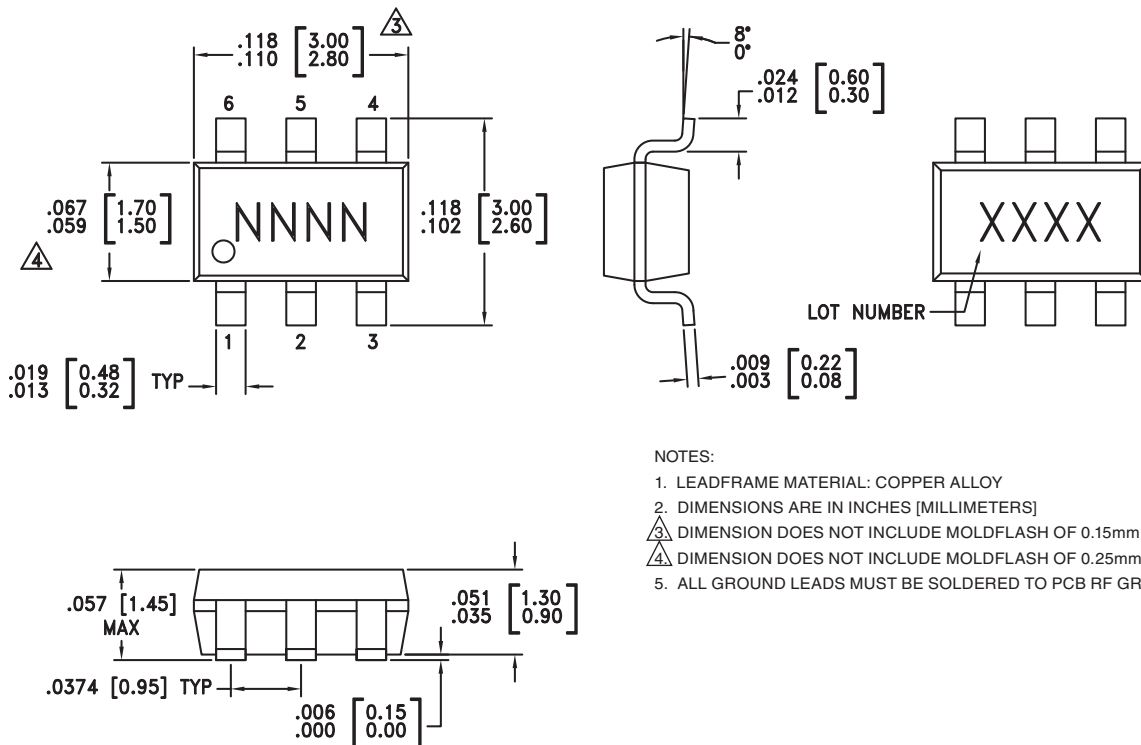 .118 [3.00]
.110 [2.80]
3
6 5 4
.067 [1.70]
.059 [1.50]
4
NNNN
.118 [3.00]
.102 [2.60]
1 2 3
.019 [0.48]
.013 [0.32] TYP
8°
0°
.024 [0.60]
.012 [0.30]
.009 [0.22]
.003 [0.08]
XXXX
LOT NUMBER
NOTES:
1. LEADFRAME MATERIAL: COPPER ALLOY
2. DIMENSIONS ARE IN INCHES [MILLIMETERS]
3. DIMENSION DOES NOT INCLUDE MOLDFLASH OF 0.15mm
4. DIMENSION DOES NOT INCLUDE MOLDFLASH OF 0.25mm
5. ALL GROUND LEADS MUST BE SOLDERED TO PCB RF GR
.057 [1.45]
MAX
.051 [1.30]
.035 [0.90]
.0374 [0.95] TYP
.006 [0.15]
.000 [0.00]